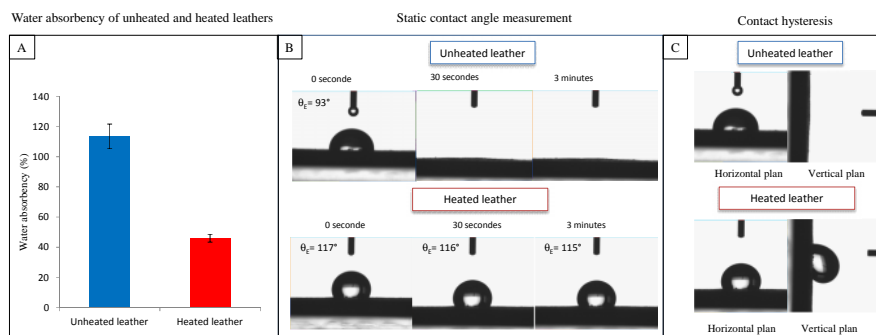 Water absorbency of unheated and heated leathers
Static contact angle measurement
Contact hysteresis
A
Water absorbency (%)
140
120
100
80
60
40
20
0
Unheated leather
Heated leather
B
Unheated leather
0 seconde
30 secondes
3 minutes
θE= 93°
Heated leather
0 seconde
30 secondes
3 minutes
θE= 117°
θE= 116°
θE= 115°
C
Unheated leather
Horizontal plan
Vertical plan
Heated leather
Horizontal plan
Vertical plan